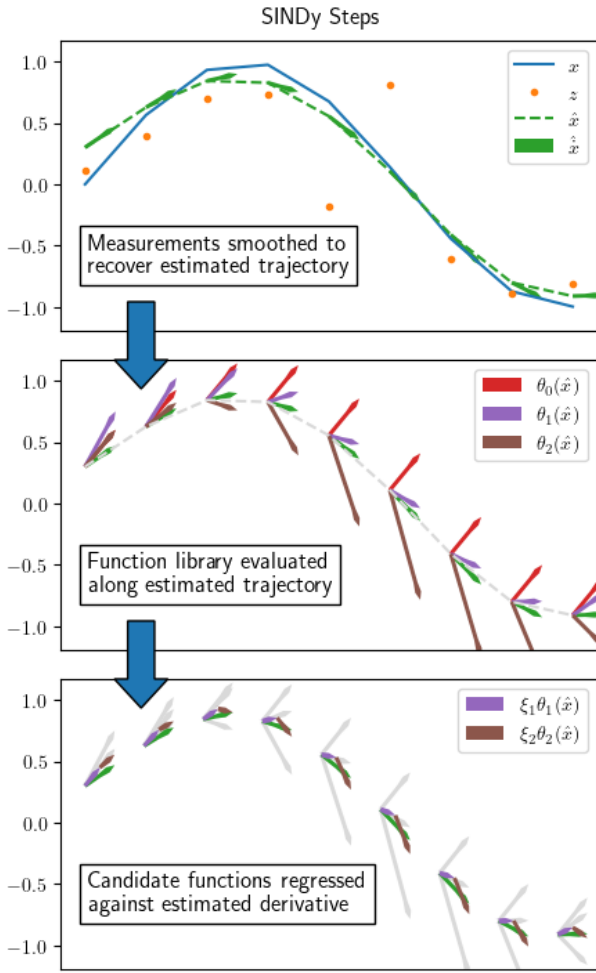 SINDy Steps
1.0
0.5
0.0
−0.5
−1.0
x
z
x̂
x̂̇
Measurements smoothed to
recover estimated trajectory
1.0
0.5
0.0
−0.5
−1.0
θ₀(x̂)
θ₁(x̂)
θ₂(x̂)
Function library evaluated
along estimated trajectory
1.0
0.5
0.0
−0.5
−1.0
ξ₁θ₁(x̂)
ξ₂θ₂(x̂)
Candidate functions regressed
against estimated derivative